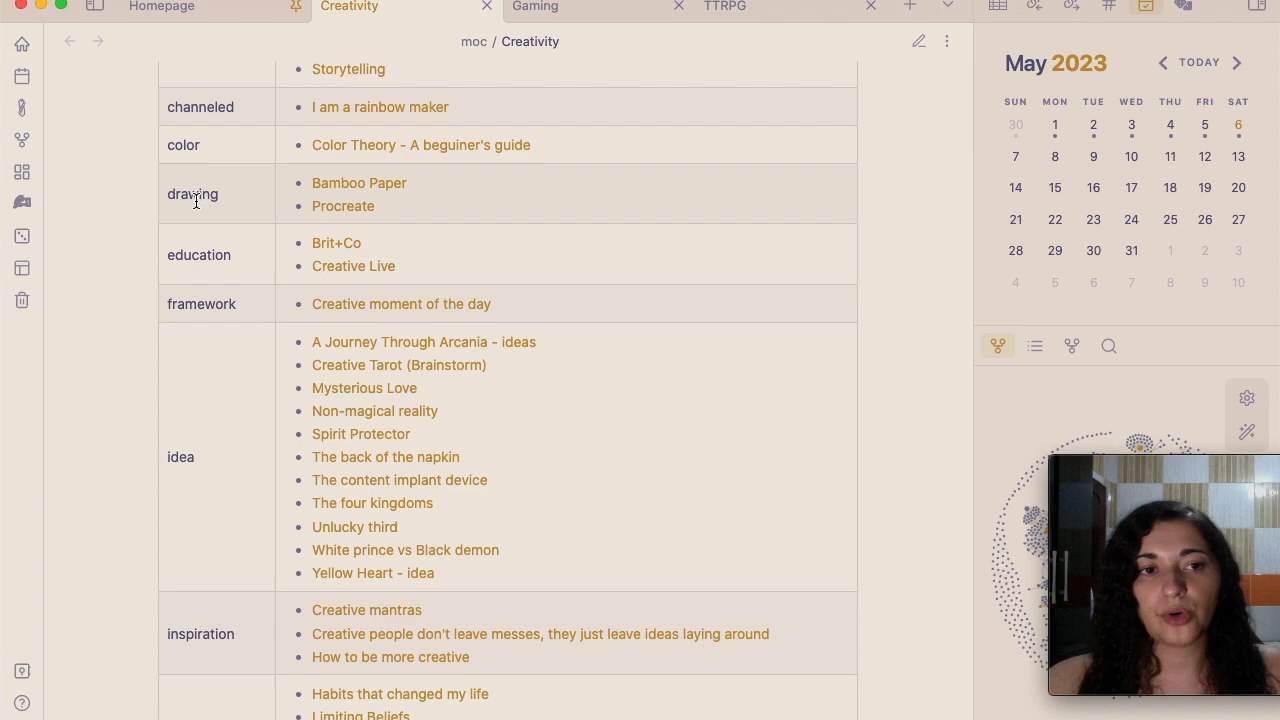 Homepage
Creativity
Gaming
TTRPG
moc / Creativity
Storytelling
channeled
I am a rainbow maker
color
Color Theory - A beguiner's guide
drawing
Bamboo Paper
Procreate
education
Brit+Co
Creative Live
framework
Creative moment of the day
idea
A Journey Through Arcania - ideas
Creative Tarot (Brainstorm)
Mysterious Love
Non-magical reality
Spirit Protector
The back of the napkin
The content implant device
The four kingdoms
Unlucky third
White prince vs Black demon
Yellow Heart - idea
inspiration
Creative mantras
Creative people don't leave messes, they just leave ideas laying around
How to be more creative
Habits that changed my life
Limiting Beliefs
May 2023
TODAY
SUN MON TUE WED THU FRI SAT
30 1 2 3 4 5 6
7 8 9 10 11 12 13
14 15 16 17 18 19 20
21 22 23 24 25 26 27
28 29 30 31 1 2 3
4 5 6 7 8 9 10